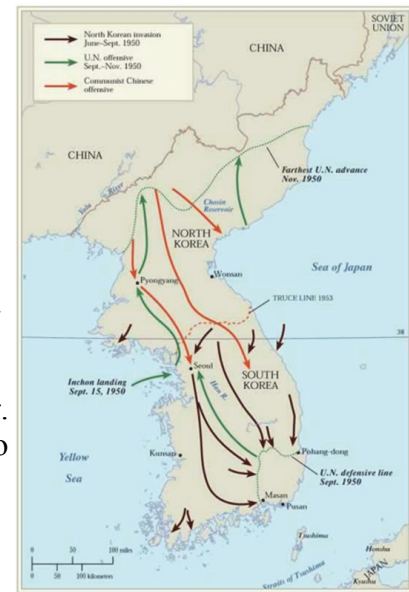 North Korean invasion
June–Sept. 1950
U.N. offensive
Sept.–Nov. 1950
Communist Chinese
offensive
SOVIET
UNION
CHINA
CHINA
Farthest U.N. advance
Nov. 1950
Yalu River
Chosin
Reservoir
NORTH
KOREA
Sea of Japan
Pyongyang
Wonsan
TRUCE LINE 1953
38
Seoul
Inchon landing
Sept. 15, 1950
Han R.
SOUTH
KOREA
Yellow
Sea
Kunsan
Pohang-dong
U.N. defensive line
Sept. 1950
Masan
Pusan
Tsushima
Honshu
JAPAN
Kyushu
Straits of Tsushima
0 50 100 miles
0 50 100 kilometers